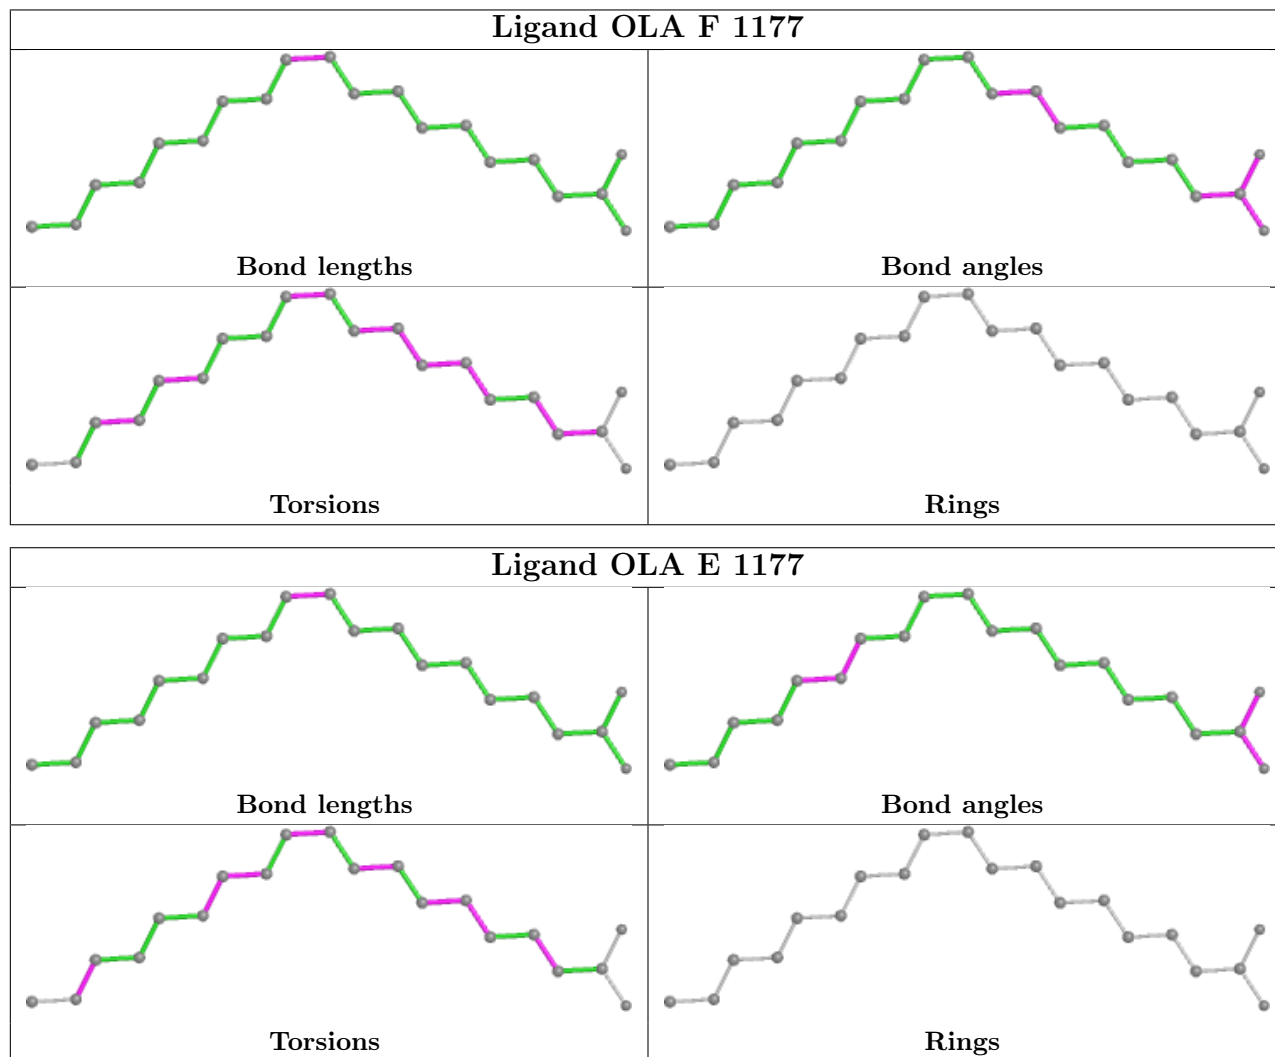 Ligand OLA F 1177
Bond lengths
Bond angles
Torsions
Rings
Ligand OLA E 1177
Bond lengths
Bond angles
Torsions
Rings